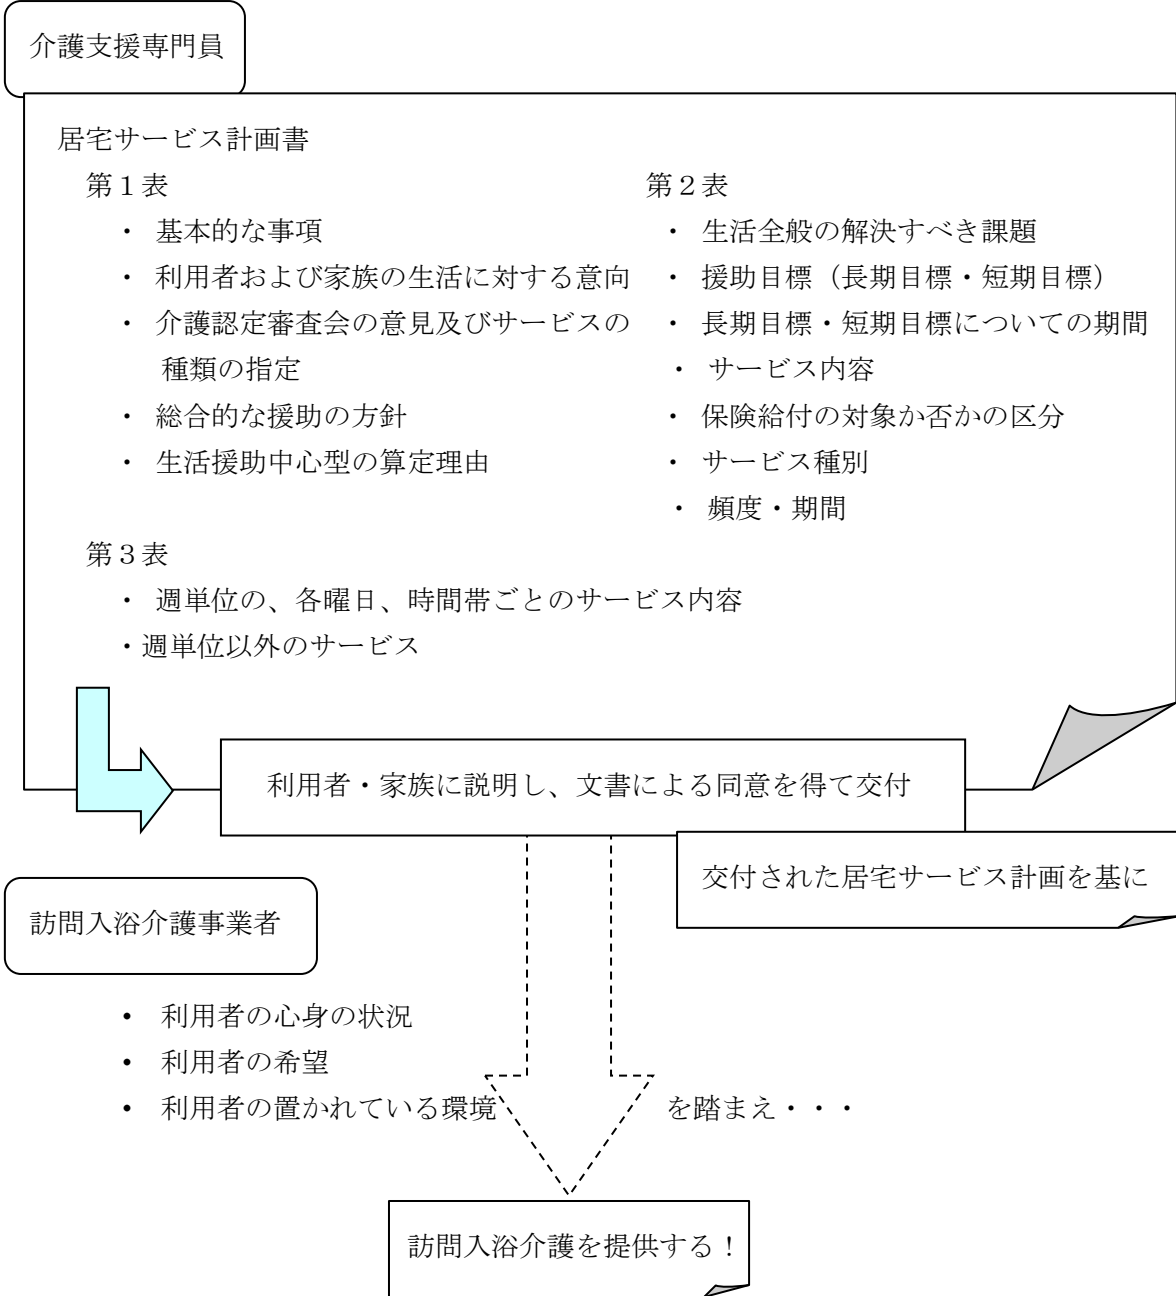 介護支援専門員
居宅サービス計画書
第１表
・ 基本的な事項
・ 利用者および家族の生活に対する意向
・ 介護認定審査会の意見及びサービスの
種類の指定
・ 総合的な援助の方針
・ 生活援助中心型の算定理由
第２表
・ 生活全般の解決すべき課題
・ 援助目標（長期目標・短期目標）
・ 長期目標・短期目標についての期間
・ サービス内容
・ 保険給付の対象か否かの区分
・ サービス種別
・ 頻度・期間
第３表
・ 週単位の、各曜日、時間帯ごとのサービス内容
・週単位以外のサービス
利用者・家族に説明し、文書による同意を得て交付
交付された居宅サービス計画を基に
訪問入浴介護事業者
• 利用者の心身の状況
• 利用者の希望
• 利用者の置かれている環境
を踏まえ・・・
訪問入浴介護を提供する！